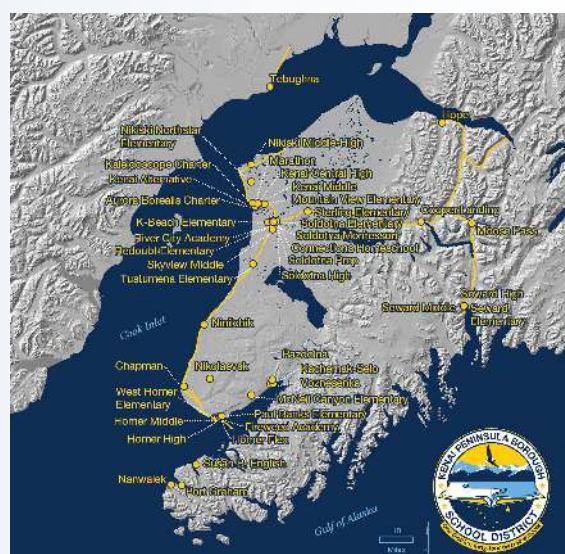 Tebughna
Hope
Nikiski Northstar
Elementary
Nikiski Middle-High
Kaleidoscope Charter
Marathon
Kenai Alternative
Kenai Central High
Kenai Middle
Aurora Borealis Charter
Mountain View Elementary
Sterling Elementary
K-Beach Elementary
Soldotna Elementary
Cooper Landing
River City Academy
Soldotna Montessori
Moose Pass
Redoubt Elementary
Connections Homeschool
Skyview Middle
Soldotna Prep
Tustumena Elementary
Soldotna High
Seward High
Seward Middle
Seward
Elementary
Cook Inlet
Ninilchik
Razdolna
Chapman
Nikolaevsk
Kachemak-Selo
Voznesenka
West Homer
Elementary
McNeil Canyon Elementary
Homer Middle
Paul Banks Elementary
Fireweed Academy
Homer High
Homer Flex
Susan B. English
Nanwalek
Port Graham
Gulf of Alaska
10
Miles
KENAI PENINSULA BOROUGH
SCHOOL DISTRICT